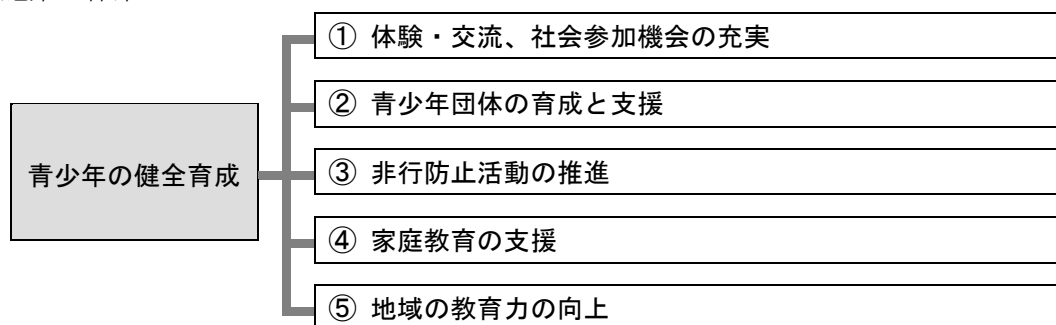 青少年の健全育成
① 体験・交流、社会参加機会の充実
② 青少年団体の育成と支援
③ 非行防止活動の推進
④ 家庭教育の支援
⑤ 地域の教育力の向上